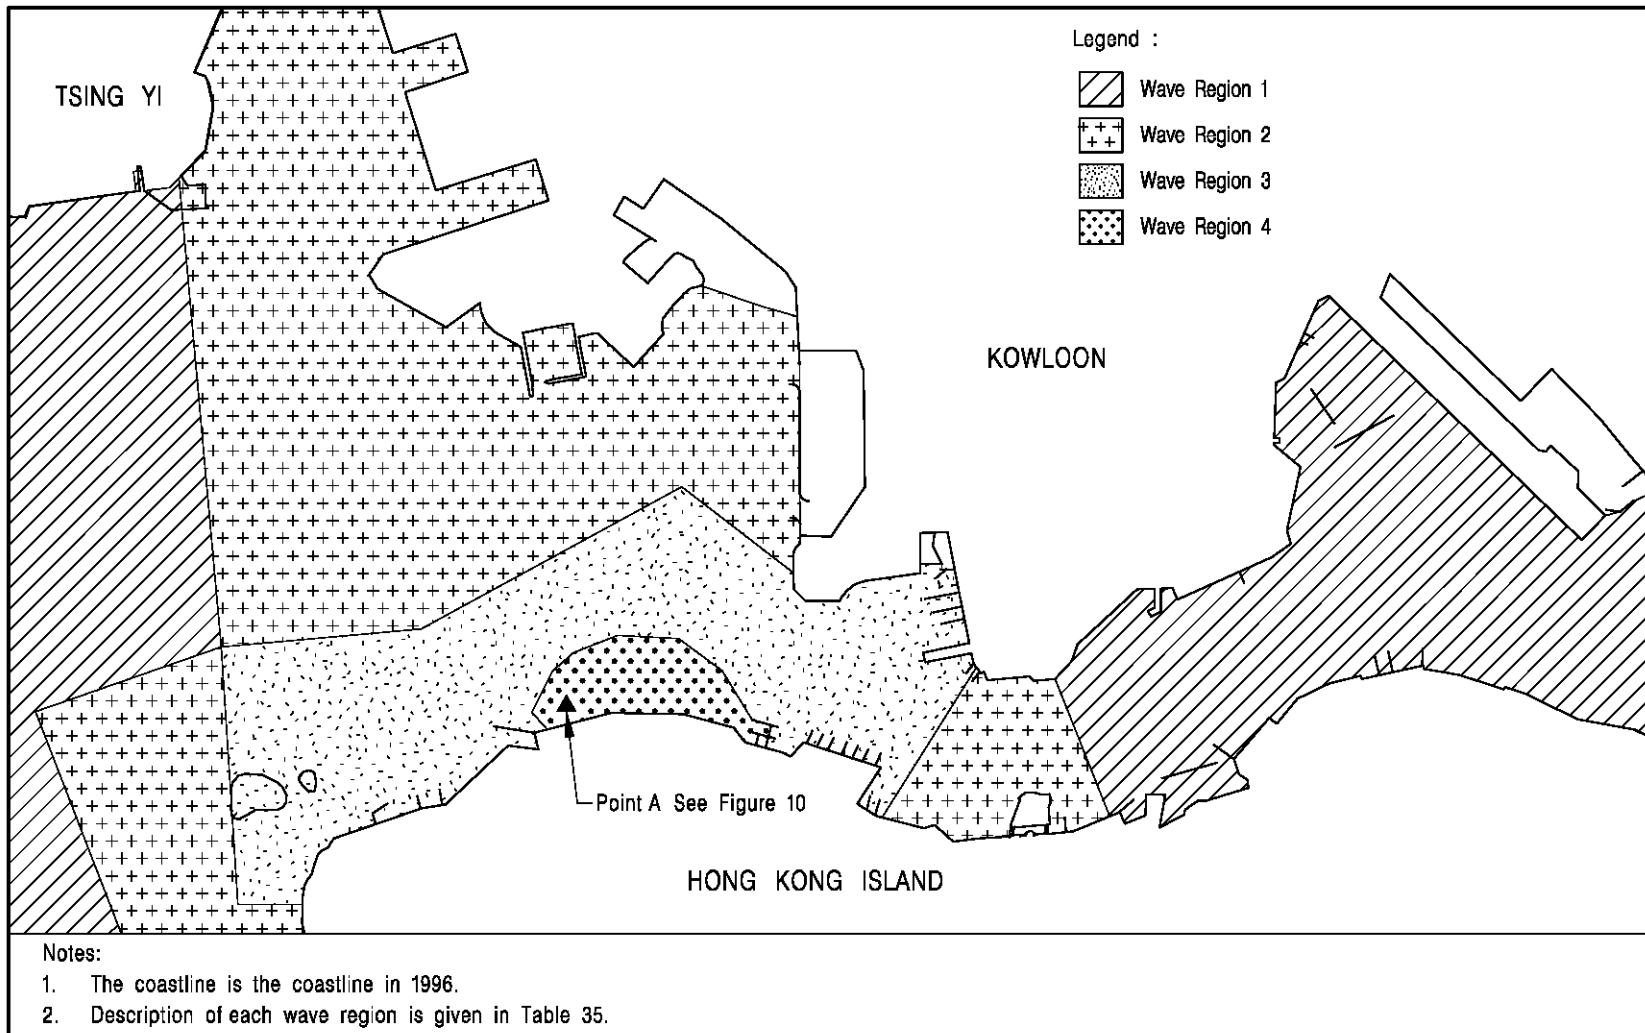 Legend :
TSING YI
Wave Region 1
Wave Region 2
Wave Region 3
Wave Region 4
KOWLOON
Point A See Figure 10
HONG KONG ISLAND
Notes:
1. The coastline is the coastline in 1996.
2. Description of each wave region is given in Table 35.